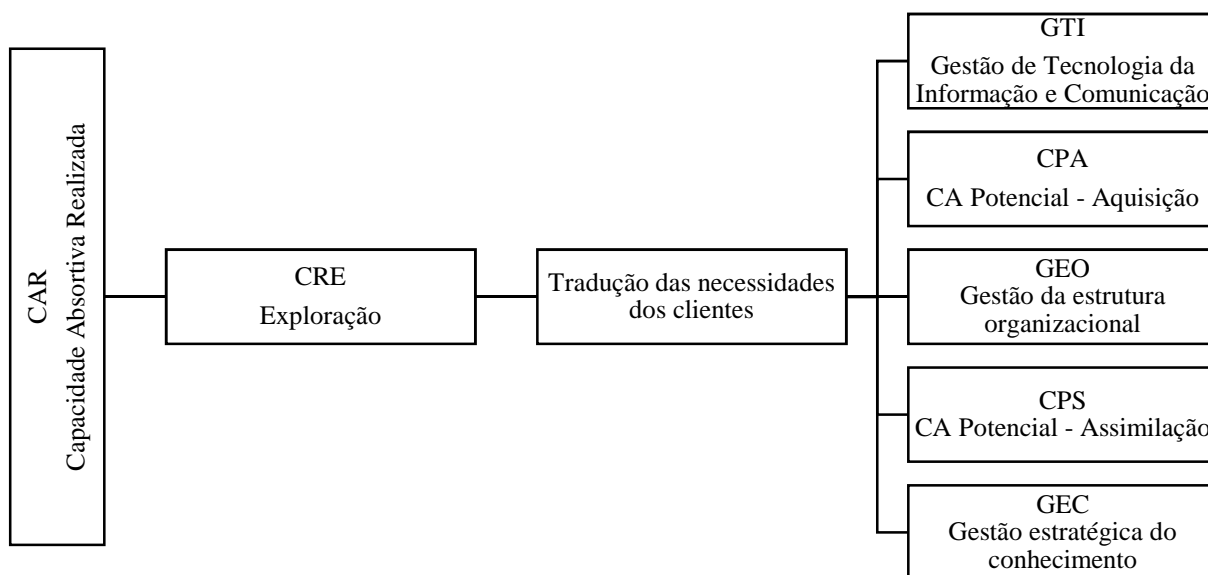 CAR
Capacidade Absortiva Realizada
CRE
Exploração
Tradução das necessidades
dos clientes
GTI
Gestão de Tecnologia da
Informação e Comunicação
CPA
CA Potencial - Aquisição
GEO
Gestão da estrutura
organizacional
CPS
CA Potencial - Assimilação
GEC
Gestão estratégica do
conhecimento